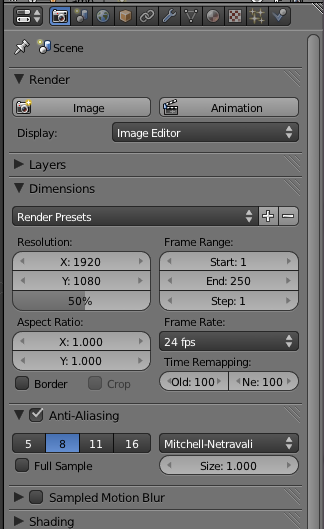 Scene
Render
Image Animation
Display: Image Editor
Layers
Dimensions
Render Presets
Resolution: Frame Range:
X: 1920 Start: 1
Y: 1080 End: 250
50% Step: 1
Aspect Ratio: Frame Rate:
X: 1.000 24 fps
Y: 1.000 Time Remapping:
Border Crop Old: 100 Ne: 100
Anti-Aliasing
5 8 11 16 Mitchell-Netravali
Full Sample Size: 1.000
Sampled Motion Blur
Shading